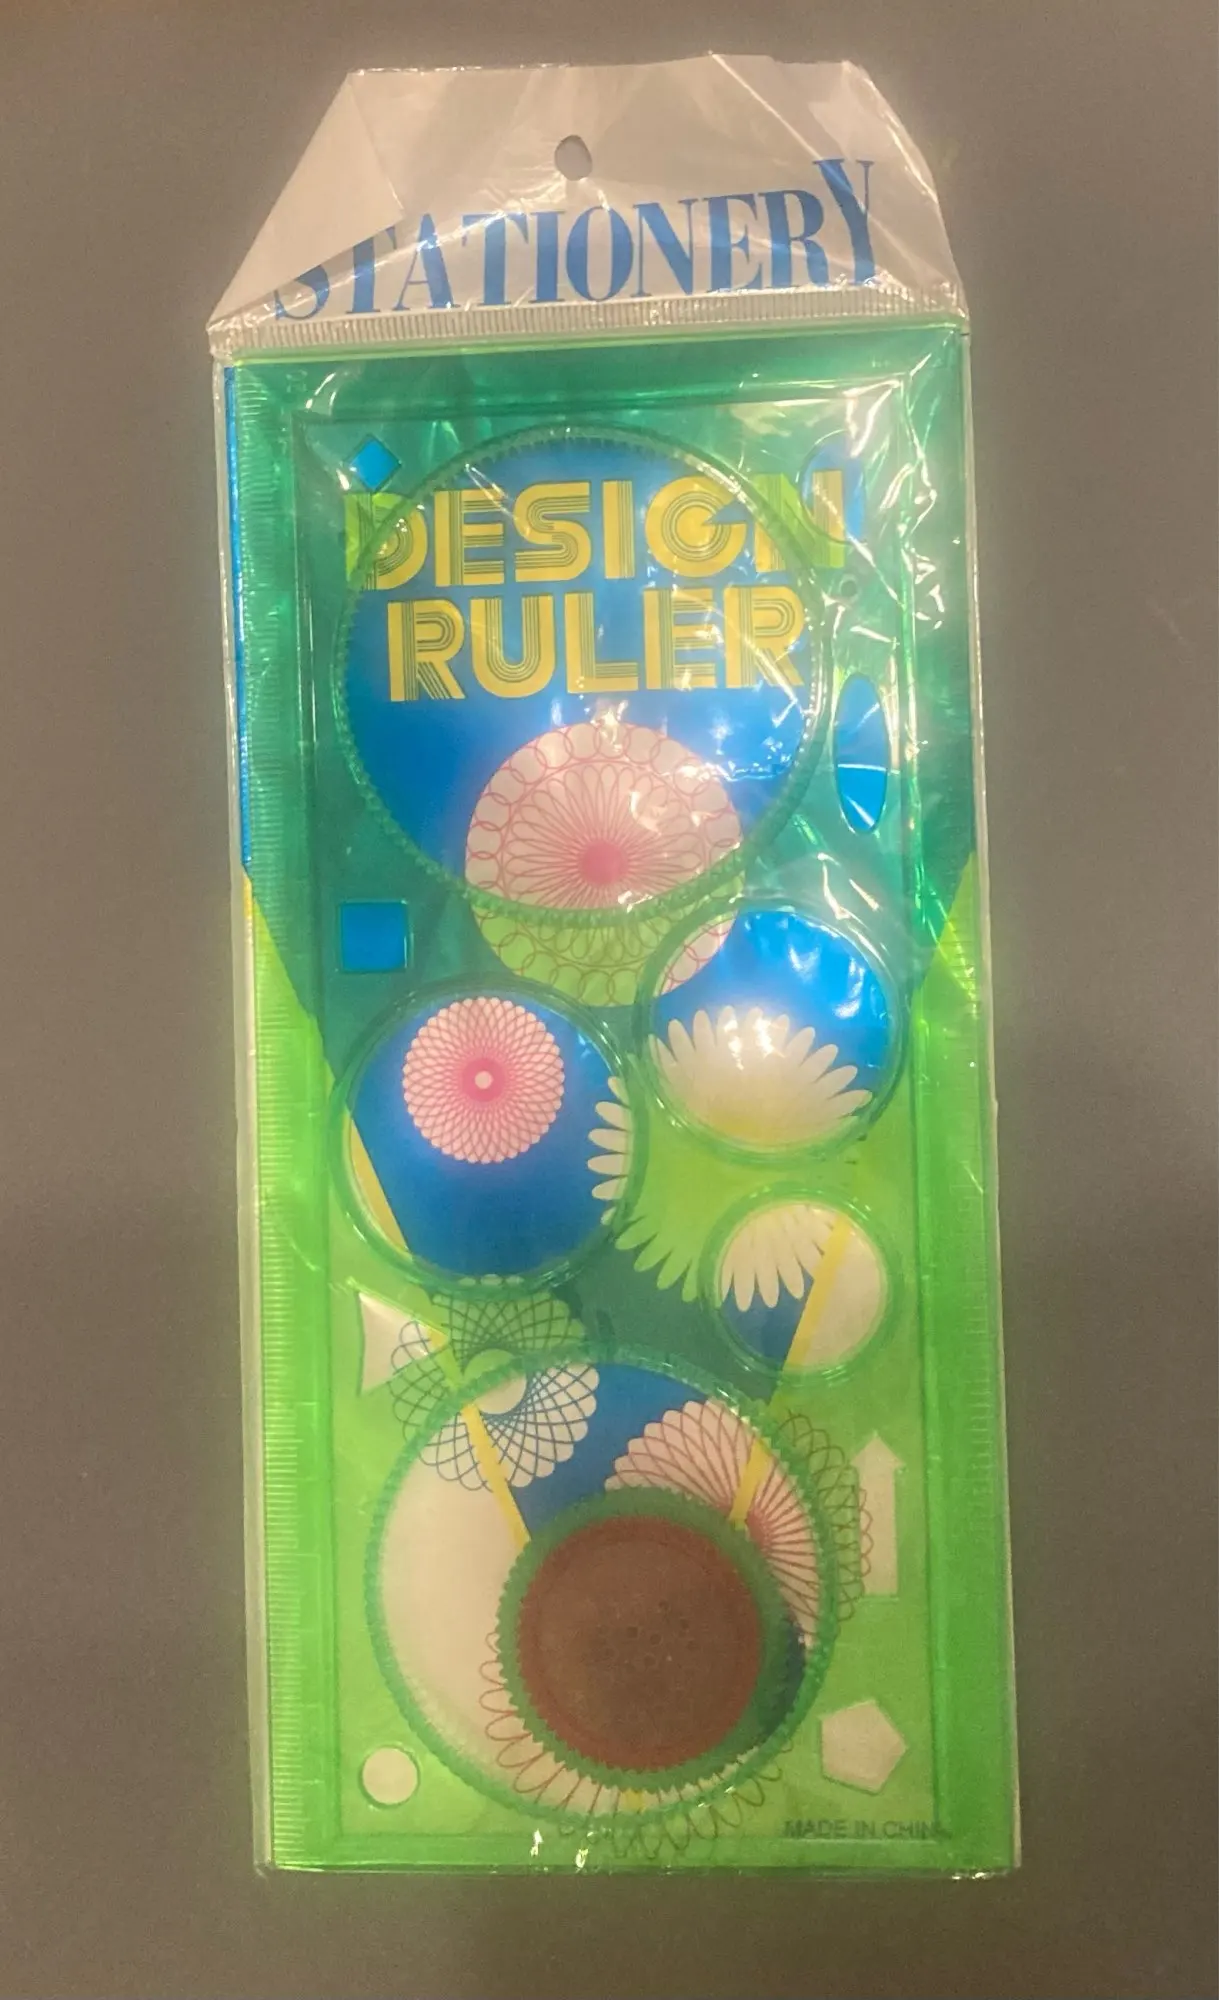 STATIONERY
DESIGN
RULER
MADE IN CHINA